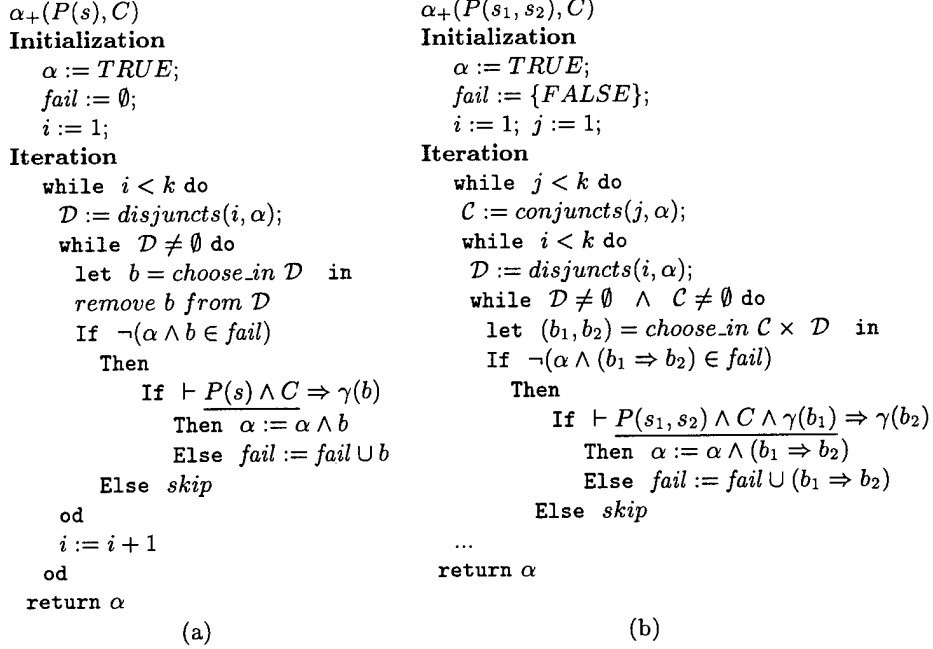 α₊(P(s), C)
Initialization
α := TRUE;
fail := ∅;
i := 1;
Iteration
while i < k do
𝒟 := disjuncts(i, α);
while 𝒟 ≠ ∅ do
let b = choose_in 𝒟 in
remove b from 𝒟
If ¬(α ∧ b ∈ fail)
Then
If ⊢ P(s) ∧ C ⇒ γ(b)
Then α := α ∧ b
Else fail := fail ∪ b
Else skip
od
i := i + 1
od
return α
(a)
α₊(P(s₁, s₂), C)
Initialization
α := TRUE;
fail := {FALSE};
i := 1; j := 1;
Iteration
while j < k do
𝒞 := conjuncts(j, α);
while i < k do
𝒟 := disjuncts(i, α);
while 𝒟 ≠ ∅ ∧ 𝒞 ≠ ∅ do
let (b₁, b₂) = choose_in 𝒞 × 𝒟 in
If ¬(α ∧ (b₁ ⇒ b₂) ∈ fail)
Then
If ⊢ P(s₁, s₂) ∧ C ∧ γ(b₁) ⇒ γ(b₂)
Then α := α ∧ (b₁ ⇒ b₂)
Else fail := fail ∪ (b₁ ⇒ b₂)
Else skip
...
return α
(b)